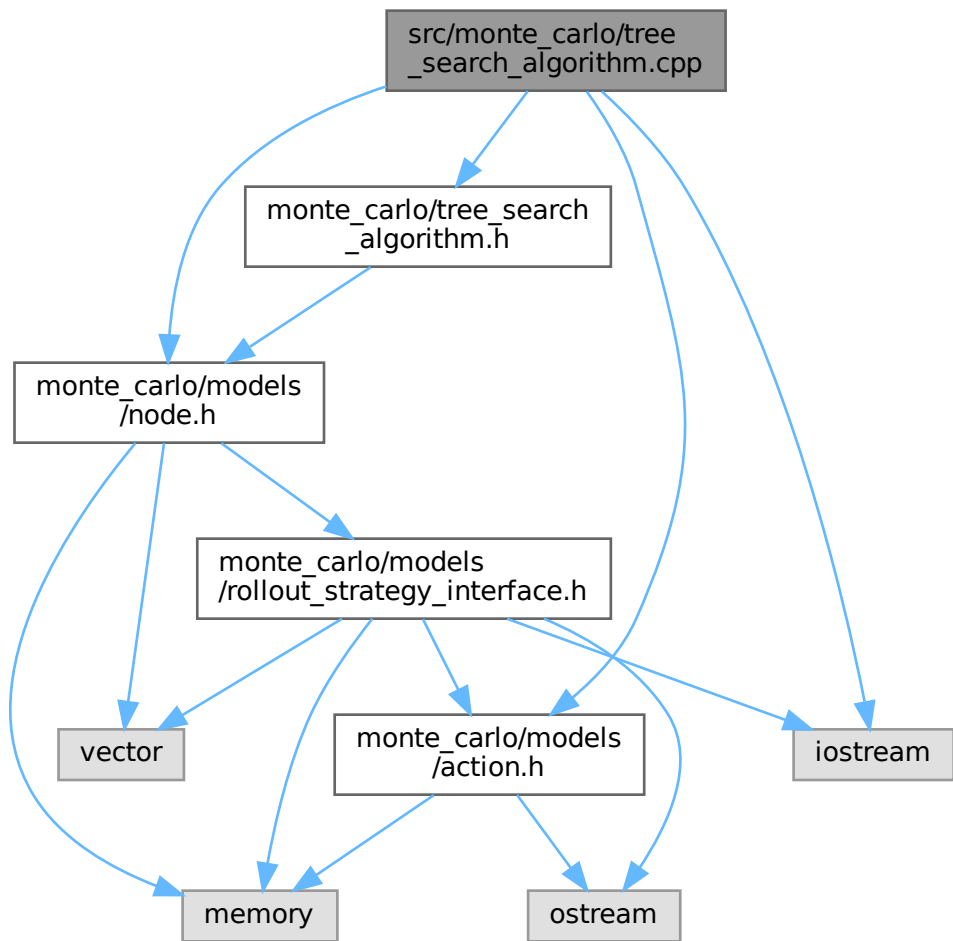 src/monte_carlo/tree
_search_algorithm.cpp
monte_carlo/tree_search
_algorithm.h
monte_carlo/models
/node.h
monte_carlo/models
/rollout_strategy_interface.h
vector
monte_carlo/models
/action.h
iostream
memory
ostream